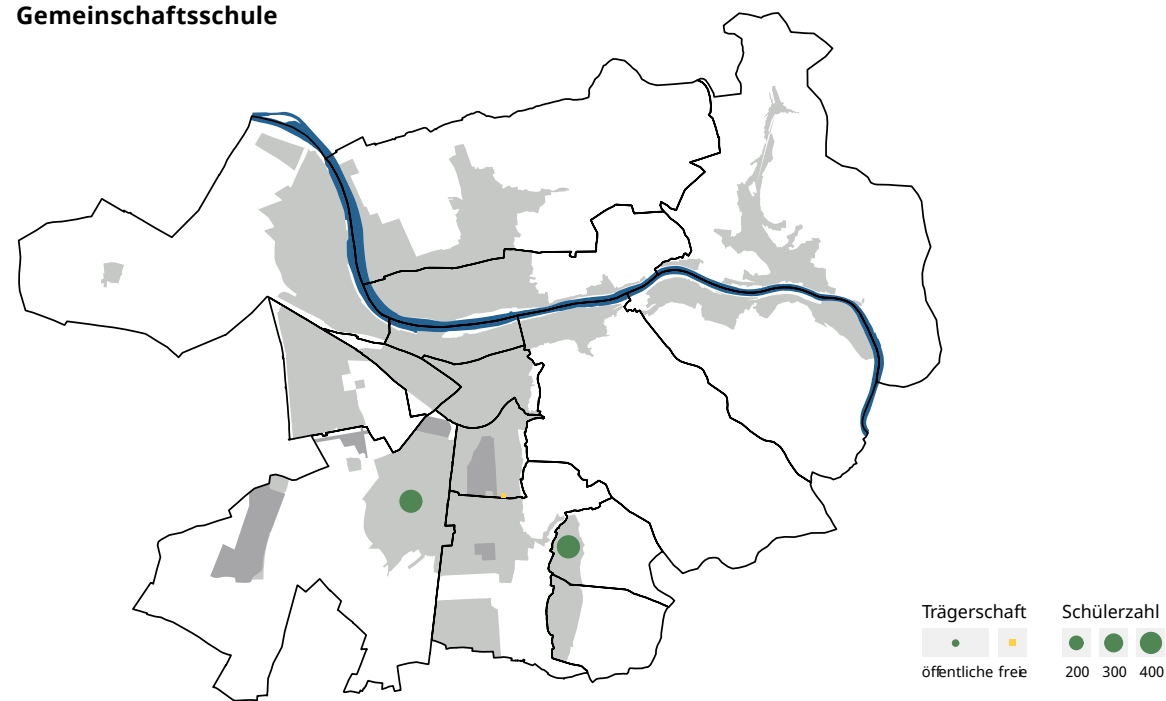 Gemeinschaftsschule
Trägerschaft
öffentliche freie
Schülerzahl
200 300 400